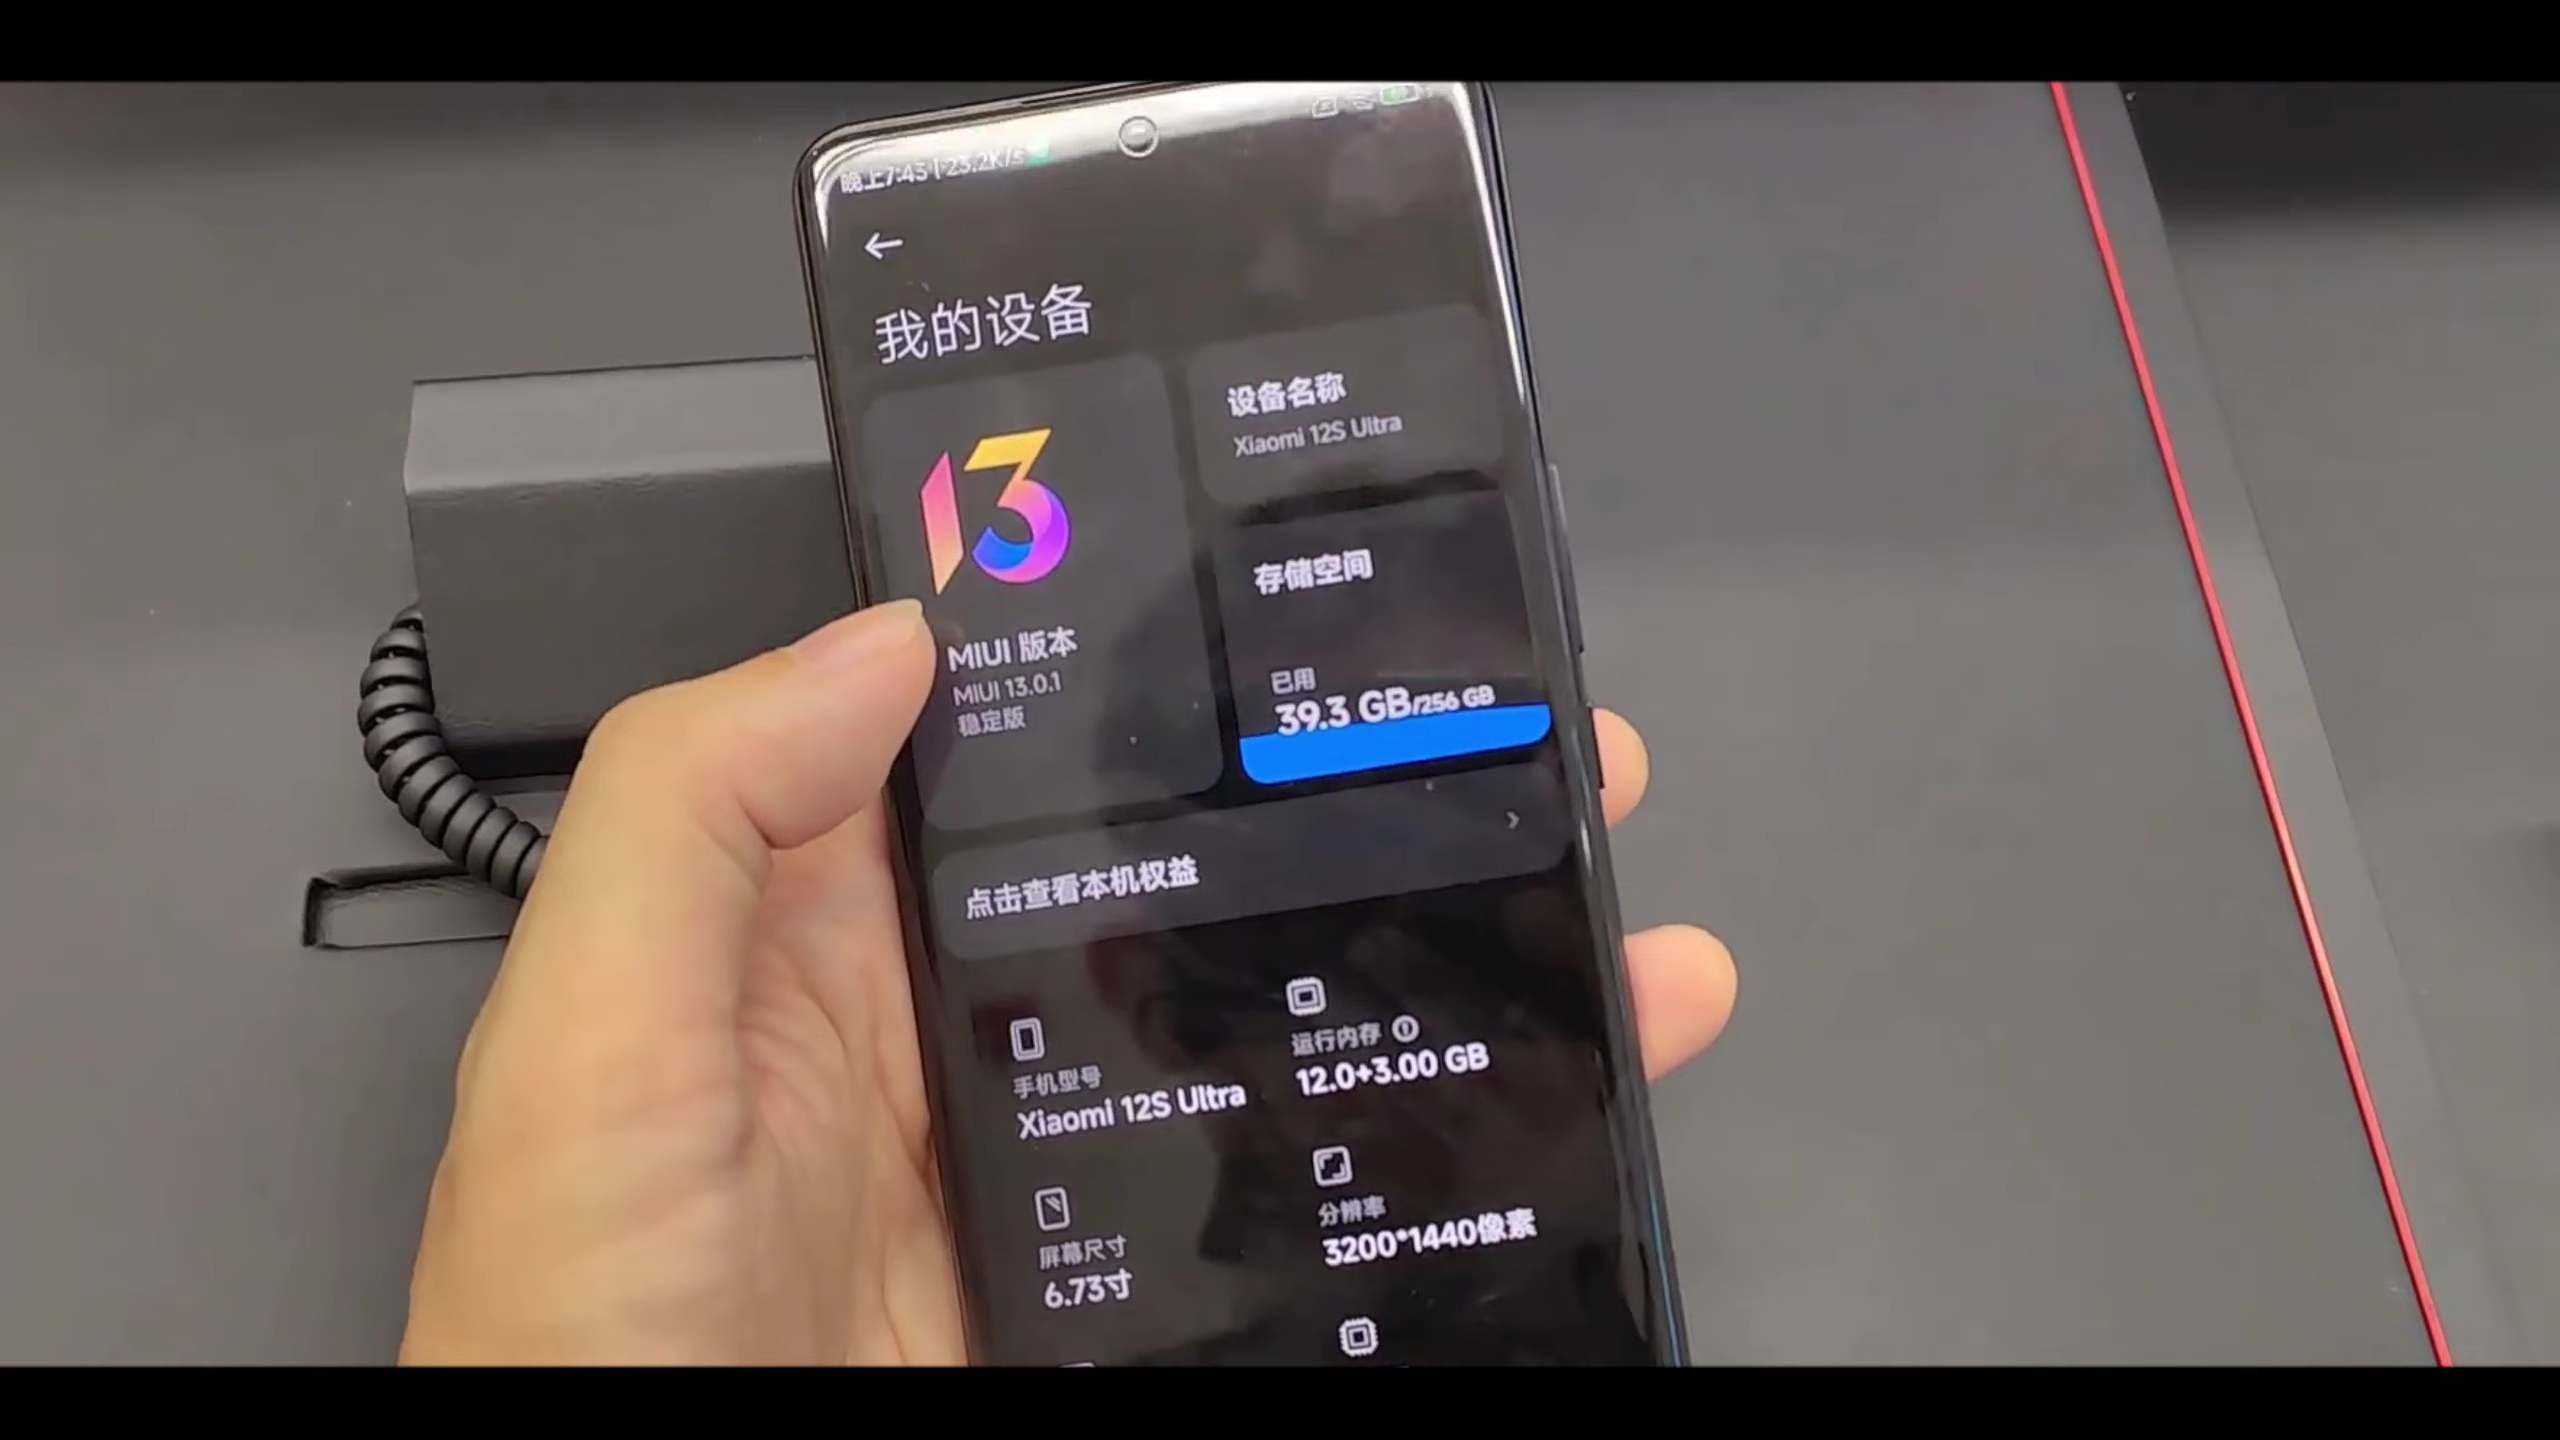 晚上7:43 | 23.2K/s
我的设备
13
MIUI 版本
MIUI 13.0.1
稳定版
设备名称
Xiaomi 12S Ultra
存储空间
已用
39.3 GB/256 GB
点击查看本机权益
手机型号
Xiaomi 12S Ultra
运行内存
12.0+3.00 GB
屏幕尺寸
6.73寸
分辨率
3200*1440像素